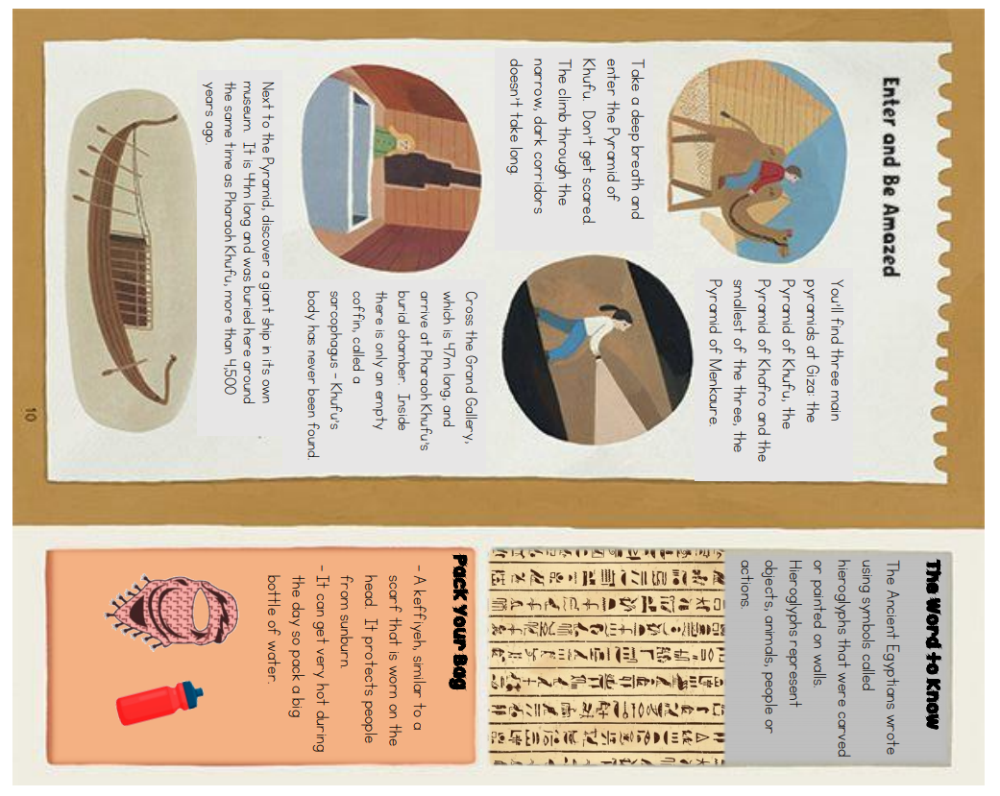 Enter and Be Amazed
You'll find three main
pyramids at Giza: the
Pyramid of Khufu, the
Pyramid of Khafro and the
smallest of the three, the
Pyramid of Menkaure.
Take a deep breath and
enter the Pyramid of
Khufu. Don't get scared.
The climb through the
narrow, dark corridors
doesn't take long.
Cross the Grand Gallery,
which is 47m long, and
arrive at Pharaoh Khufu's
burial chamber. Inside
there is only an empty
coffin, called a
sarcophagus – Khufu's
body has never been found.
Next to the Pyramid, discover a giant ship in its own
museum. It is 44m long and was buried here around
the same time as Pharaoh Khufu, more than 4,500
years ago.
10
The Word to Know
The Ancient Egyptians wrote
using symbols called
hieroglyphs that were carved
or painted on walls.
Hieroglyphs represent
objects, animals, people or
actions.
Pack Your Bag
- A keffiyeh, similar to a
scarf that is worn on the
head. It protects people
from sunburn.
- It can get very hot during
the day so pack a big
bottle of water.